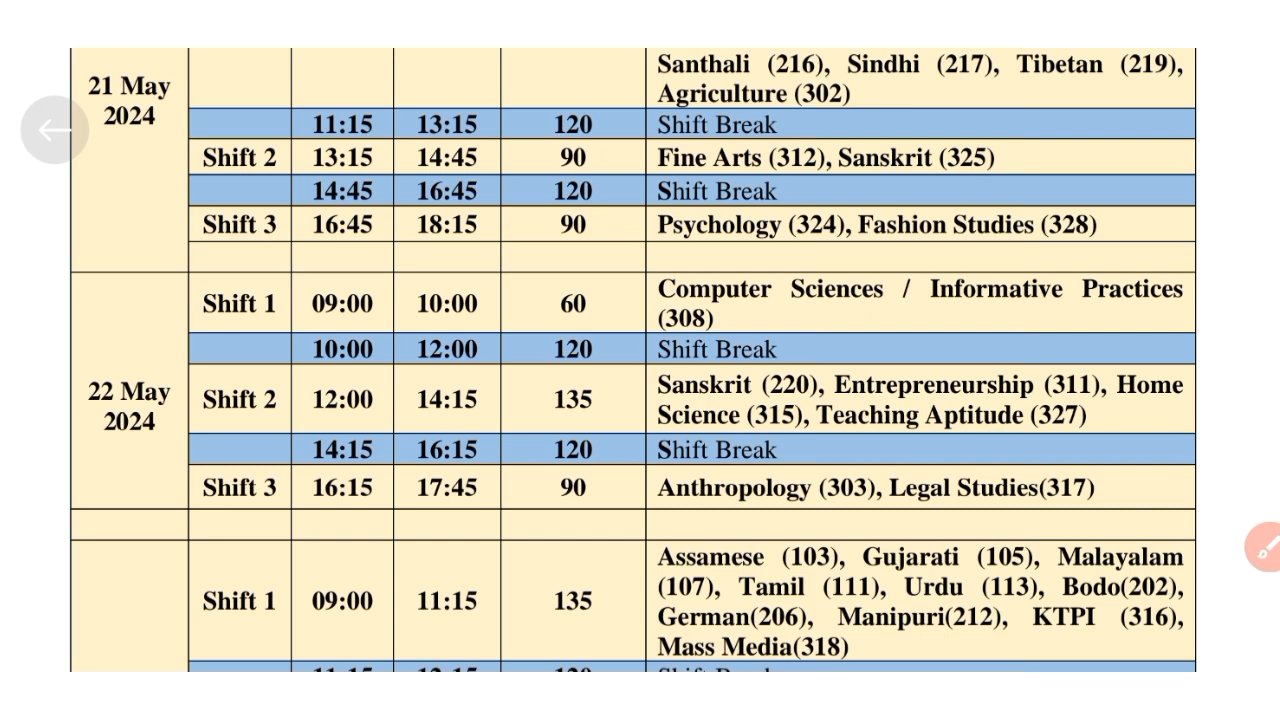 Santhali (216), Sindhi (217), Tibetan (219),
21 May
Agriculture (302)
2024
11:15 13:15 120 Shift Break
Shift 2 13:15 14:45 90 Fine Arts (312), Sanskrit (325)
14:45 16:45 120 Shift Break
Shift 3 16:45 18:15 90 Psychology (324), Fashion Studies (328)
Computer Sciences / Informative Practices
Shift 1 09:00 10:00 60
(308)
10:00 12:00 120 Shift Break
22 May
2024
Sanskrit (220), Entrepreneurship (311), Home
Shift 2 12:00 14:15 135
Science (315), Teaching Aptitude (327)
14:15 16:15 120 Shift Break
Shift 3 16:15 17:45 90 Anthropology (303), Legal Studies(317)
Assamese (103), Gujarati (105), Malayalam
(107), Tamil (111), Urdu (113), Bodo(202),
Shift 1 09:00 11:15 135
German(206), Manipuri(212), KTPI (316),
Mass Media(318)